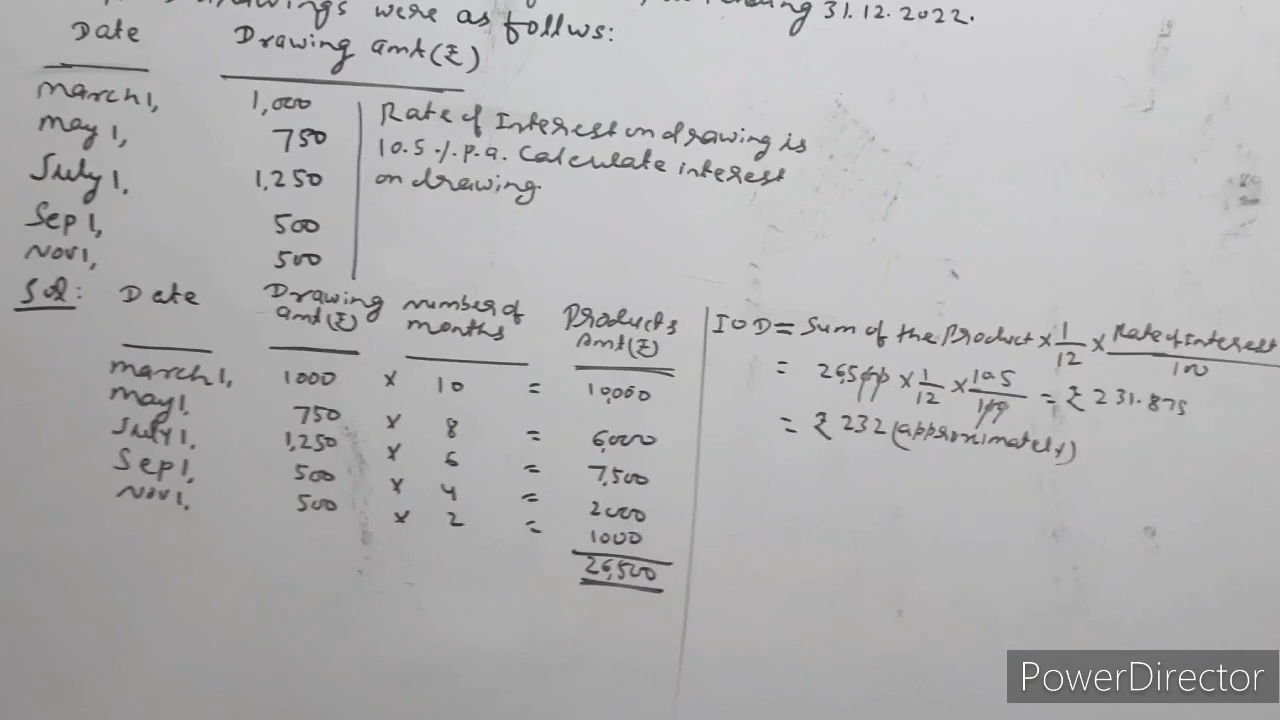 were as follws: ending 31.12.2022.
Date Drawing amt(₹)
March 1, 1,000
May 1, 750
July 1, 1,250
Sep 1, 500
Nov 1, 500
Rate of Interest on drawing is
10.5 %.p.a. Calculate interest
on drawing.
Sol: Date Drawing amt(₹) number of months Products Amt(₹)
March 1, 1000 × 10 = 10,000
May 1, 750 × 8 = 6,000
July 1, 1,250 × 6 = 7,500
Sep 1, 500 × 4 = 2000
Nov 1, 500 × 2 = 1000
26,500
IOD = Sum of the Product × 1/12 × Rate of Interest/100
= 26500 × 1/12 × 10.5/100 = ₹ 231.875
= ₹ 232 (approximately)
PowerDirector